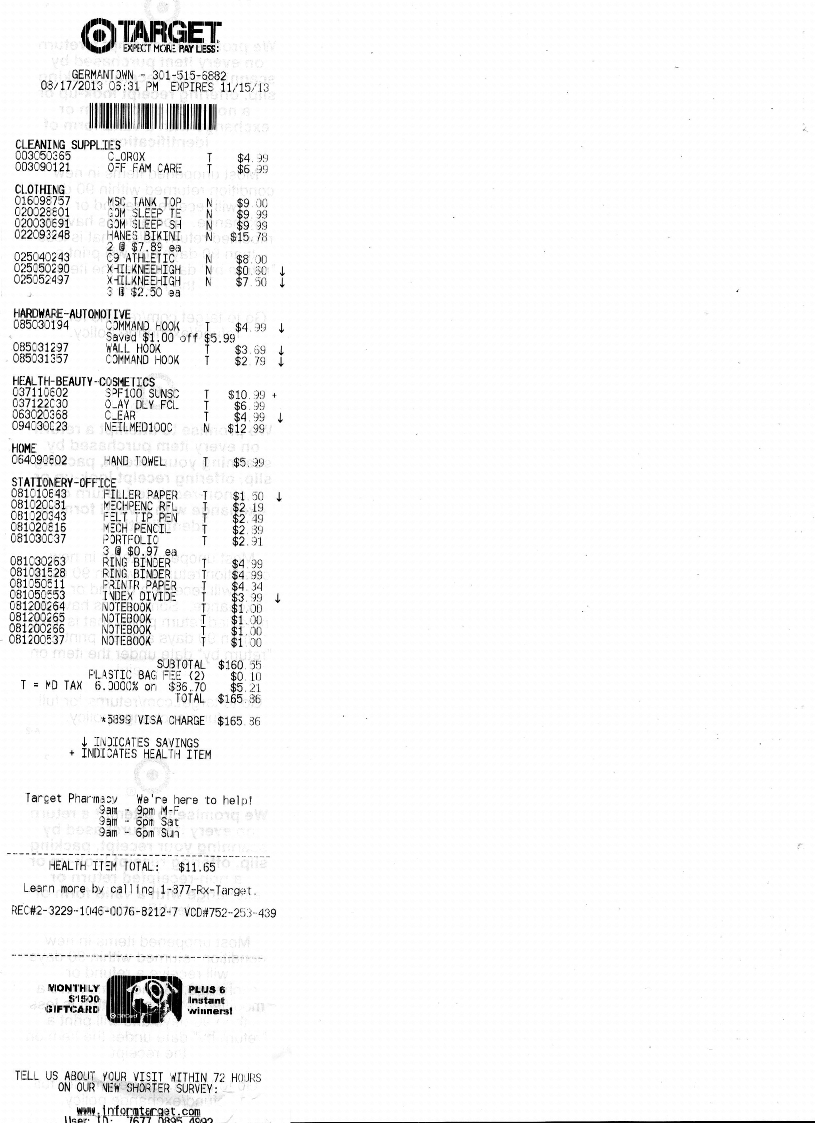 TARGET
EXPECT MORE PAY LESS.
GERMANTOWN - 301-515-6882
08/17/2013 06:31 PM EXPIRES 11/15/13
CLEANING SUPPLIES
003050365 CLOROX T $4.99
003090121 OFF FAM CARE T $6.99
CLOTHING
016098757 MSC TANK TOP N $9.00
020028801 GOM SLEEP TE N $9.99
020030691 GOM SLEEP SH N $9.99
022093248 HANES BIKINI N $15.78
2 @ $7.89 ea
025040243 C9 ATHLETIC N $8.00
025050290 XHILKNEEHIGH N $0.60 ↓
025052497 XHILKNEEHIGH N $7.50 ↓
3 @ $2.50 ea
HARDWARE-AUTOMOTIVE
085030194 COMMAND HOOK T $4.99 ↓
Saved $1.00 off $5.99
085031297 WALL HOOK T $3.69 ↓
085031357 COMMAND HOOK T $2.79 ↓
HEALTH-BEAUTY-COSMETICS
037110602 SPF100 SUNSC T $10.99 +
037122030 OLAY DLY FCL T $6.99
063020368 CLEAR T $4.99 ↓
094030023 NEILMED100C N $12.99
HOME
064090802 HAND TOWEL T $5.99
STATIONERY-OFFICE
081010643 FILLER PAPER T $1.50 ↓
081020031 MECHPENC RFL T $2.19
081020343 FELT TIP PEN T $2.49
081020816 MECH PENCIL T $2.39
081030037 PORTFOLIO T $2.91
3 @ $0.97 ea
081030263 RING BINDER T $4.99
081031528 RING BINDER T $4.99
081050511 PRINTR PAPER T $4.34
081050553 INDEX DIVIDE T $3.99 ↓
081200264 NOTEBOOK T $1.00
081200265 NOTEBOOK T $1.00
081200266 NOTEBOOK T $1.00
081200537 NOTEBOOK T $1.00
SUBTOTAL $160.55
PLASTIC BAG FEE (2) $0.10
T = MD TAX 6.0000% on $86.70 $5.21
TOTAL $165.86
*5899 VISA CHARGE $165.86
↓ INDICATES SAVINGS
+ INDICATES HEALTH ITEM
Target Pharmacy We're here to help!
9am - 9pm M-F
9am - 6pm Sat
9am - 6pm Sun
HEALTH ITEM TOTAL: $11.65
Learn more by calling 1-877-Rx-Target.
REC#2-3229-1046-0076-8212-7 VCD#752-253-439
MONTHLY PLUS 6
$1500 instant
GIFTCARD winners!
TELL US ABOUT YOUR VISIT WITHIN 72 HOURS
ON OUR NEW SHORTER SURVEY:
www.informtarget.com
User ID: 7677 0895 4992